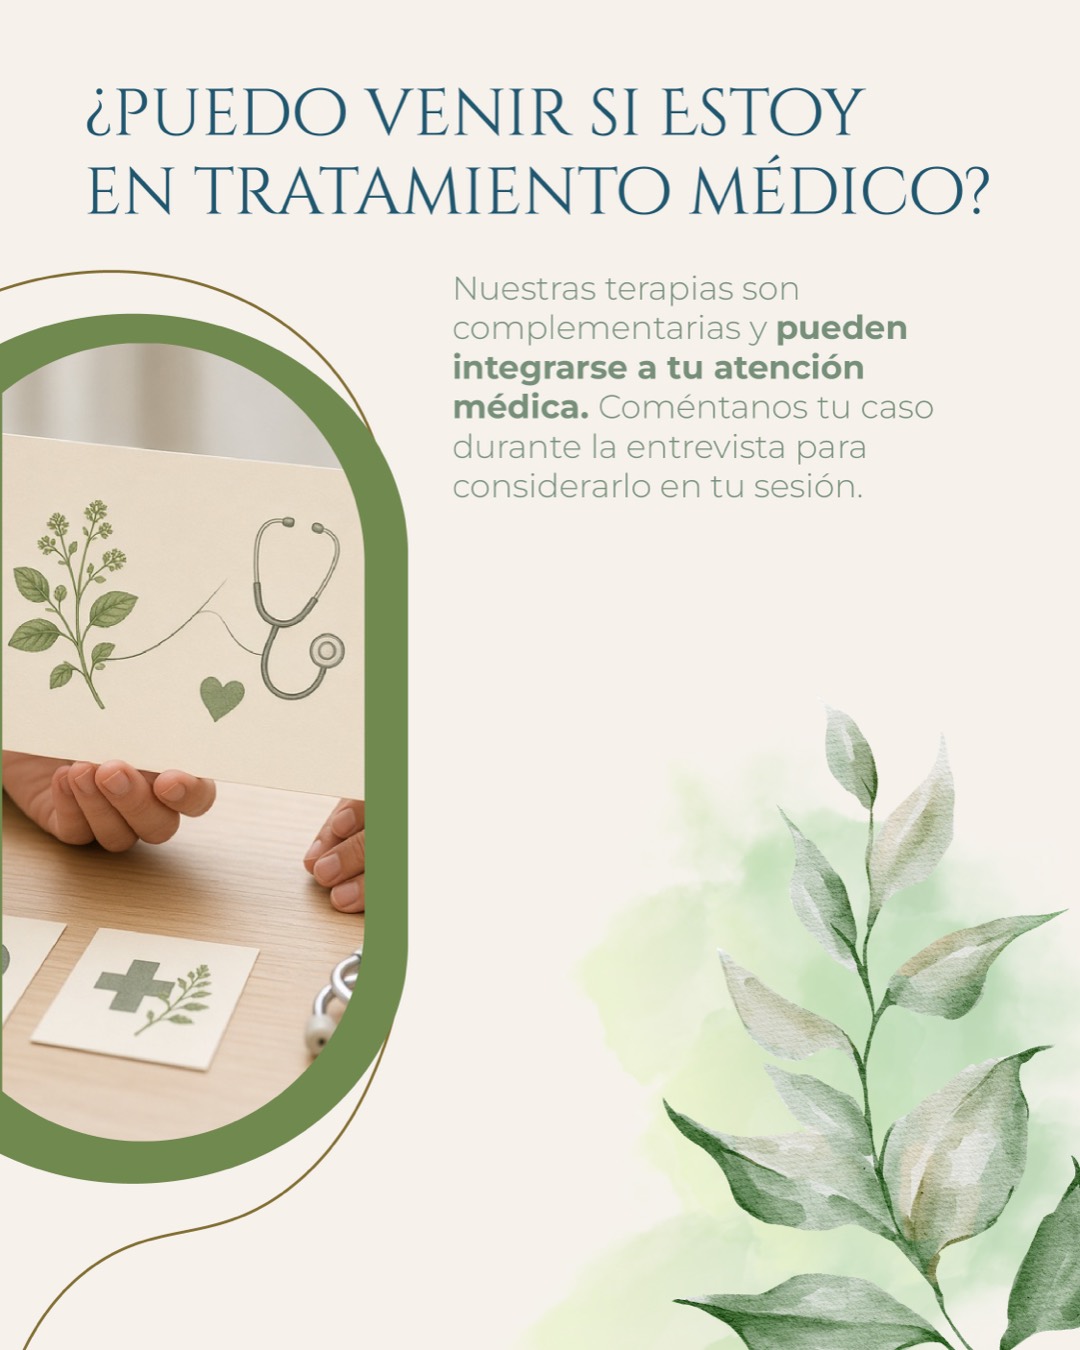 ¿PUEDO VENIR SI ESTOY
EN TRATAMIENTO MÉDICO?
Nuestras terapias son
complementarias y pueden
integrarse a tu atención
médica. Coméntanos tu caso
durante la entrevista para
considerarlo en tu sesión.